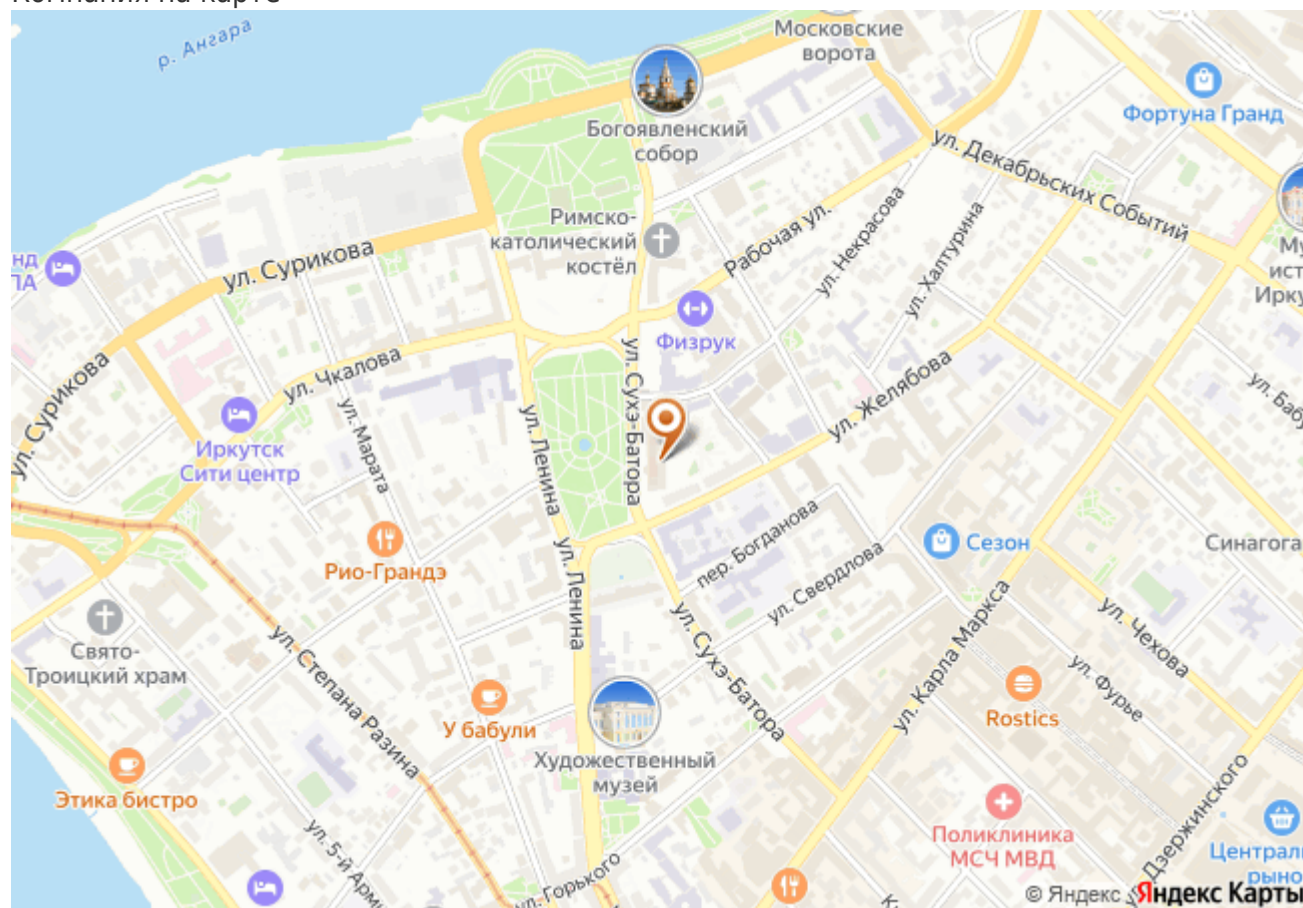 р. Ангара
Московские
ворота
Фортуна Гранд
Богоявленский
собор
ул. Декабрьских Событий
Римско-
католический
костёл
Рабочая ул.
ул. Некрасова
ул. Халтурина
ул. Сурикова
Физрук
ул. Чкалова
ул. Сухэ-Батора
ул. Желябова
ул. Сурикова
ул. Марата
ул. Ленина
Иркутск
Сити центр
Рио-Грандэ
ул. Ленина
пер. Богданова
ул. Свердлова
Сезон
Синагога
Свято-
Троицкий храм
ул. Степана Разина
ул. Сухэ-Батора
ул. Карла Маркса
ул. Чехова
ул. Фурье
Rostics
У бабули
Художественный
музей
Этика бистро
Поликлиника
МСЧ МВД
ул. Дзержинского
ул. Горького
© Яндекс
Яндекс Карты